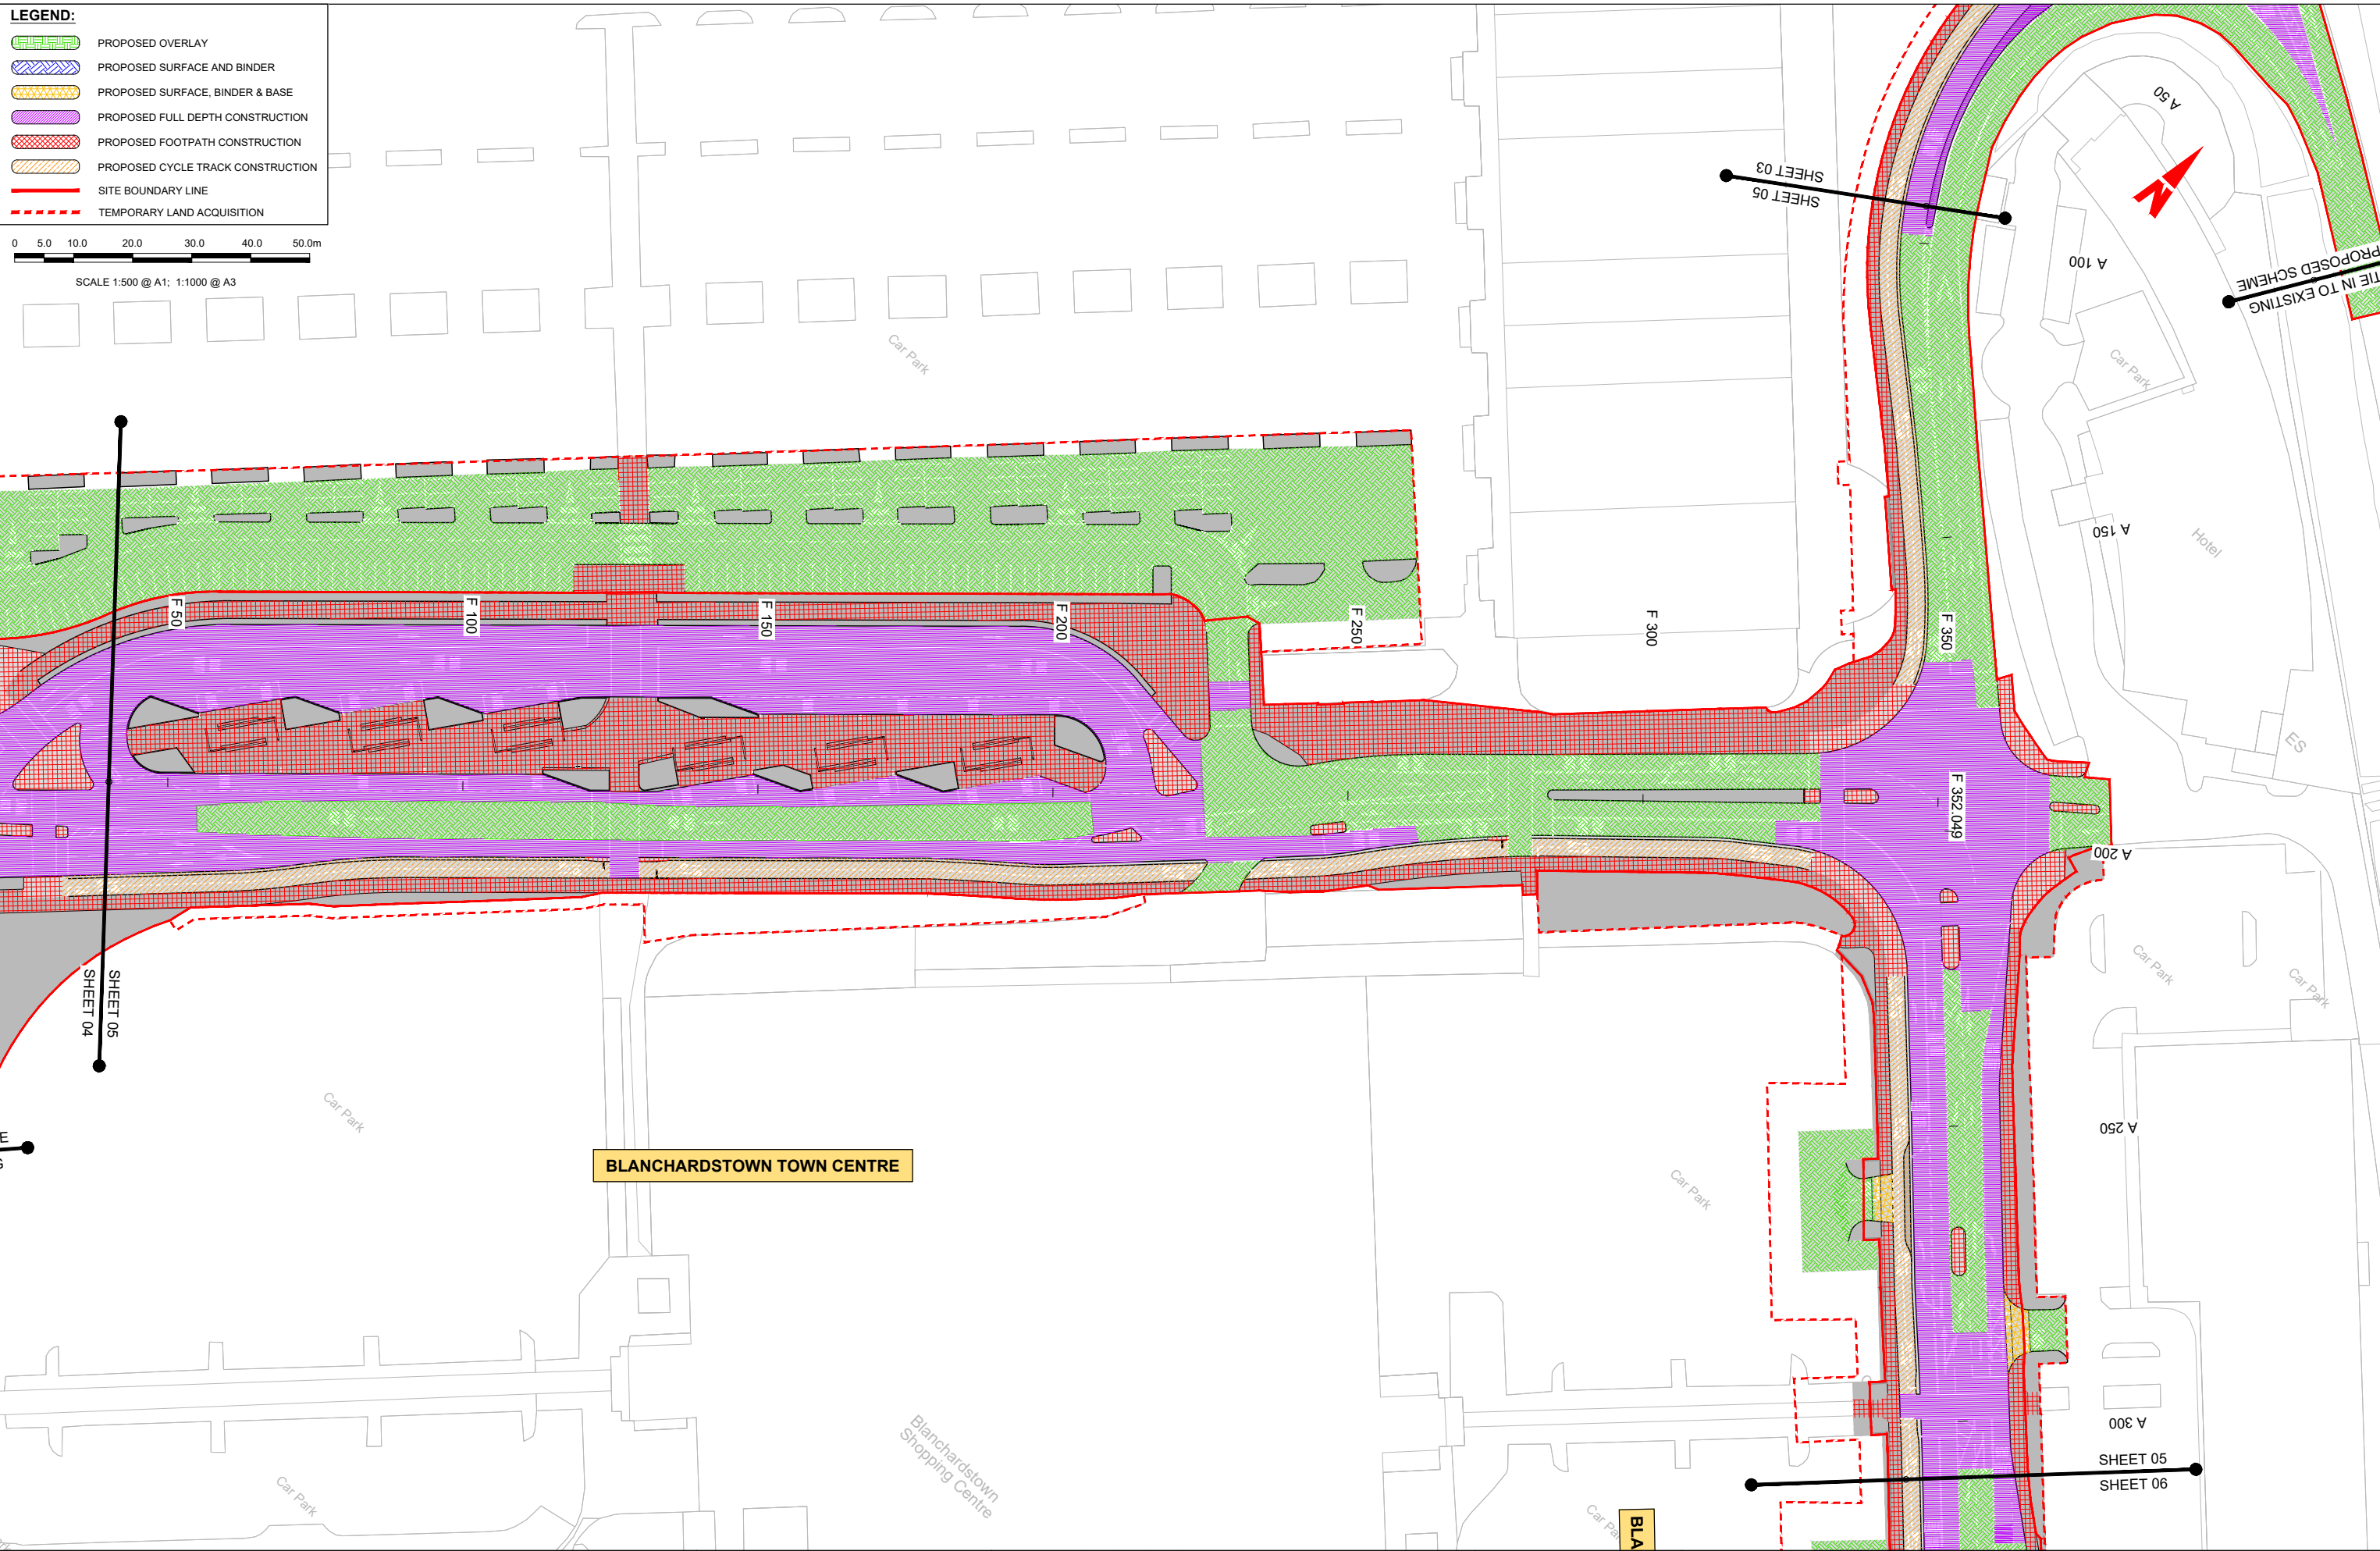 LEGEND:
PROPOSED OVERLAY
PROPOSED SURFACE AND BINDER
PROPOSED SURFACE, BINDER & BASE
PROPOSED FULL DEPTH CONSTRUCTION
PROPOSED FOOTPATH CONSTRUCTION
PROPOSED CYCLE TRACK CONSTRUCTION
SITE BOUNDARY LINE
TEMPORARY LAND ACQUISITION
0 5.0 10.0 20.0 30.0 40.0 50.0m
SCALE 1:500 @ A1; 1:1000 @ A3
A 50
SHEET 03
SHEET 05
N
A 100
PROPOSED SCHEME
TIE IN TO EXISTING
Car Park
Car Park
A 150
Hotel
F 50
F 100
F 150
F 200
F 250
F 300
F 350
ES
F 352.049
A 200
SHEET 05
SHEET 04
Car Park
Car Park
Car Park
A 250
E
BLANCHARDSTOWN TOWN CENTRE
Car Park
A 300
Blanchardstown
Shopping Centre
SHEET 05
SHEET 06
Car Park
Car Pa
BLA